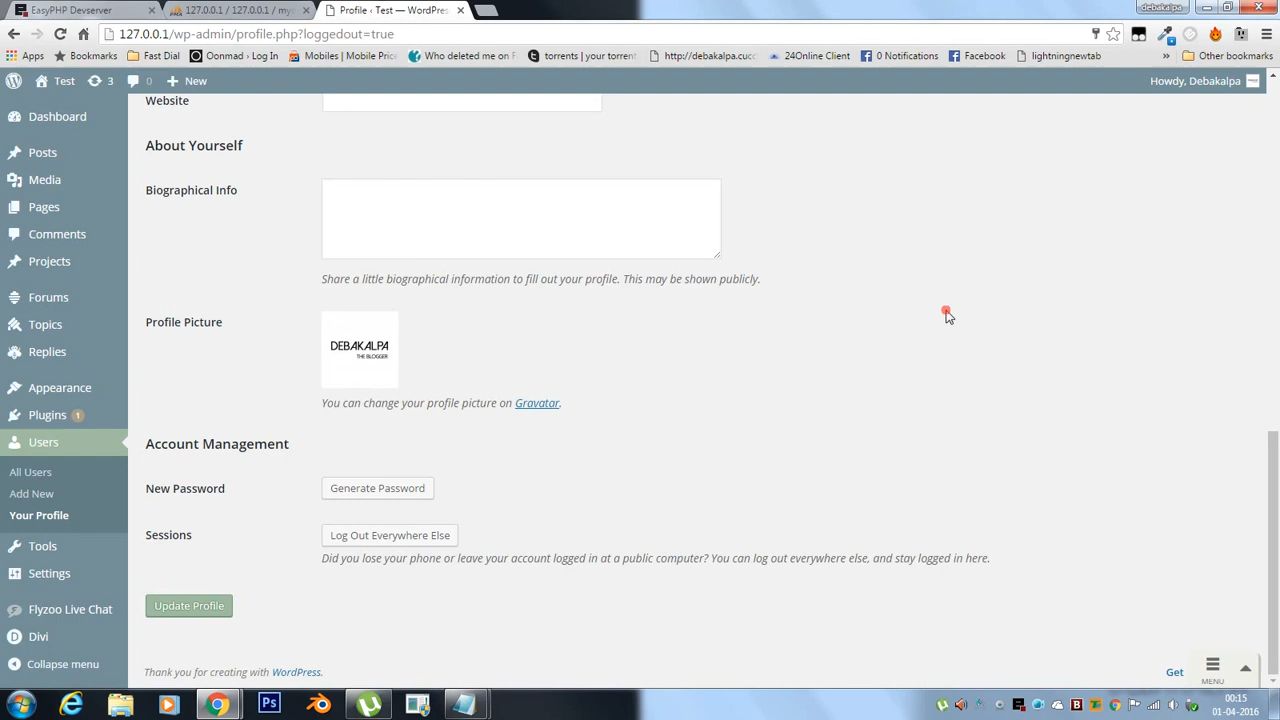 EasyPHP Devserver
127.0.0.1 / 127.0.0.1 / my
Profile ‹ Test — WordPres
debakalpa
127.0.0.1/wp-admin/profile.php?loggedout=true
Apps
Bookmarks
Fast Dial
Onmad › Log In
Mobiles | Mobile Pric
Who deleted me on
torrents | your torrent
http://debakalpa.cucc
24Online Client
0 Notifications
Facebook
lightningnewtab
»
Other bookmarks
Test
3
0
New
Howdy, Debakalpa
Dashboard
Posts
Media
Pages
Comments
Projects
Forums
Topics
Replies
Appearance
Plugins 1
Users
All Users
Add New
Your Profile
Tools
Settings
Flyzoo Live Chat
Divi
Collapse menu
Website
About Yourself
Biographical Info
Share a little biographical information to fill out your profile. This may be shown publicly.
Profile Picture
DEBAKALPA
THE BLOGGER
You can change your profile picture on Gravatar.
Account Management
New Password
Generate Password
Sessions
Log Out Everywhere Else
Did you lose your phone or leave your account logged in at a public computer? You can log out everywhere else, and stay logged in here.
Update Profile
Thank you for creating with WordPress.
Get
MENU
Ps
00:15
01-04-2016